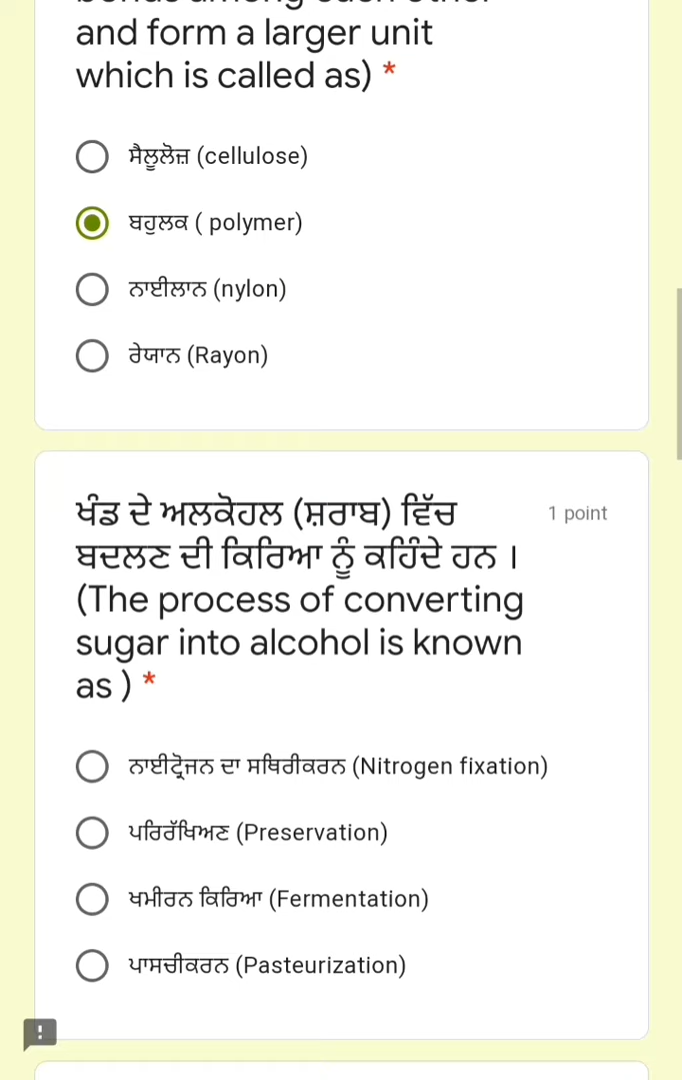 and form a larger unit
which is called as) *
ਸੈਲੂਲੋਜ਼ (cellulose)
ਬਹੁਲਕ ( polymer)
ਨਾਈਲਾਨ (nylon)
ਰੇਯਾਨ (Rayon)
ਖੰਡ ਦੇ ਅਲਕੋਹਲ (ਸ਼ਰਾਬ) ਵਿੱਚ
1 point
ਬਦਲਣ ਦੀ ਕਿਰਿਆ ਨੂੰ ਕਹਿੰਦੇ ਹਨ ।
(The process of converting
sugar into alcohol is known
as ) *
ਨਾਈਟ੍ਰੋਜਨ ਦਾ ਸਥਿਰੀਕਰਨ (Nitrogen fixation)
ਪਰਿਰੱਖਿਅਣ (Preservation)
ਖਮੀਰਨ ਕਿਰਿਆ (Fermentation)
ਪਾਸਚੀਕਰਨ (Pasteurization)